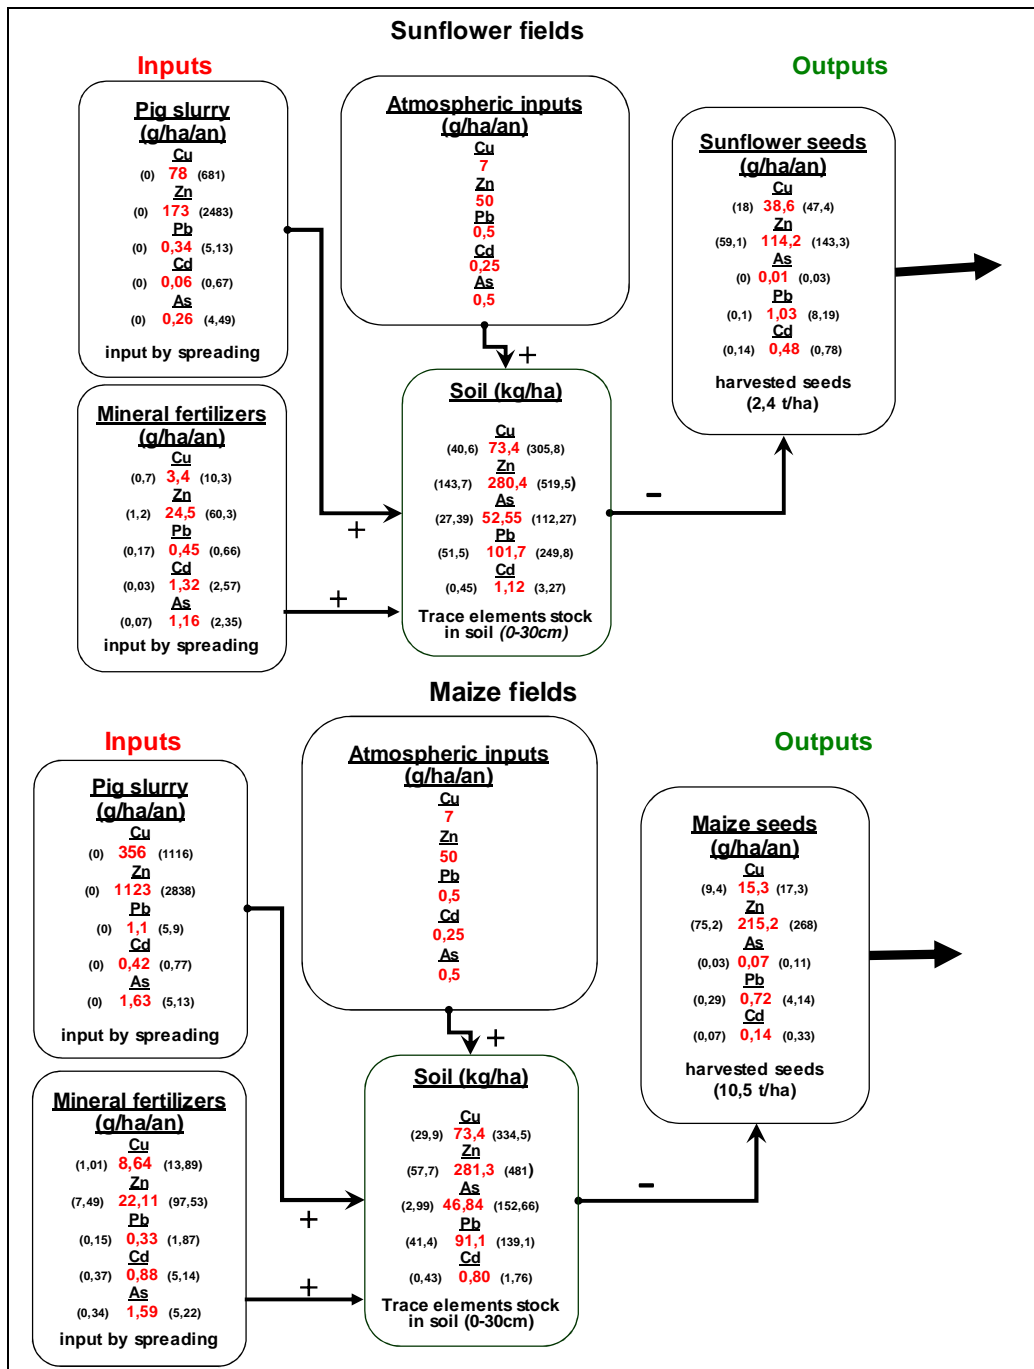 Sunflower fields
Inputs
Outputs
Pig slurry
(g/ha/an)
Cu
(0) 78 (681)
Zn
(0) 173 (2483)
Pb
(0) 0,34 (5,13)
Cd
(0) 0,06 (0,67)
As
(0) 0,26 (4,49)
input by spreading
Atmospheric inputs
(g/ha/an)
Cu
7
Zn
50
Pb
0,5
Cd
0,25
As
0,5
Sunflower seeds
(g/ha/an)
Cu
(18) 38,6 (47,4)
Zn
(59,1) 114,2 (143,3)
As
(0) 0,01 (0,03)
Pb
(0,1) 1,03 (8,19)
Cd
(0,14) 0,48 (0,78)
harvested seeds
(2,4 t/ha)
Mineral fertilizers
(g/ha/an)
Cu
(0,7) 3,4 (10,3)
Zn
(1,2) 24,5 (60,3)
Pb
(0,17) 0,45 (0,66)
Cd
(0,03) 1,32 (2,57)
As
(0,07) 1,16 (2,35)
input by spreading
+
+
+
−
Soil (kg/ha)
Cu
(40,6) 73,4 (305,8)
Zn
(143,7) 280,4 (519,5)
As
(27,39) 52,55 (112,27)
Pb
(51,5) 101,7 (249,8)
Cd
(0,45) 1,12 (3,27)
Trace elements stock
in soil (0-30cm)
Maize fields
Inputs
Outputs
Pig slurry
(g/ha/an)
Cu
(0) 356 (1116)
Zn
(0) 1123 (2838)
Pb
(0) 1,1 (5,9)
Cd
(0) 0,42 (0,77)
As
(0) 1,63 (5,13)
input by spreading
Atmospheric inputs
(g/ha/an)
Cu
7
Zn
50
Pb
0,5
Cd
0,25
As
0,5
Maize seeds
(g/ha/an)
Cu
(9,4) 15,3 (17,3)
Zn
(75,2) 215,2 (268)
As
(0,03) 0,07 (0,11)
Pb
(0,29) 0,72 (4,14)
Cd
(0,07) 0,14 (0,33)
harvested seeds
(10,5 t/ha)
Mineral fertilizers
(g/ha/an)
Cu
(1,01) 8,64 (13,89)
Zn
(7,49) 22,11 (97,53)
Pb
(0,15) 0,33 (1,87)
Cd
(0,37) 0,88 (5,14)
As
(0,34) 1,59 (5,22)
input by spreading
+
+
+
−
Soil (kg/ha)
Cu
(29,9) 73,4 (334,5)
Zn
(57,7) 281,3 (481)
As
(2,99) 46,84 (152,66)
Pb
(41,4) 91,1 (139,1)
Cd
(0,43) 0,80 (1,76)
Trace elements stock
in soil (0-30cm)